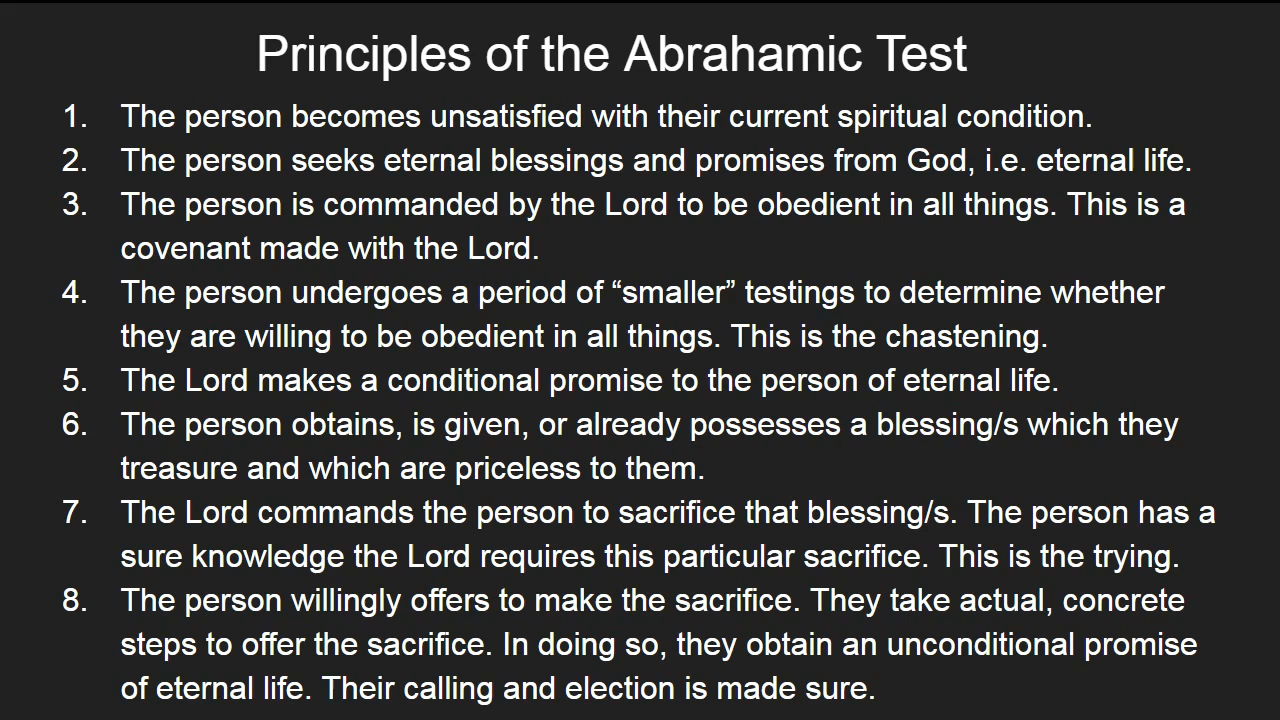 Principles of the Abrahamic Test
1. The person becomes unsatisfied with their current spiritual condition.
2. The person seeks eternal blessings and promises from God, i.e. eternal life.
3. The person is commanded by the Lord to be obedient in all things. This is a
covenant made with the Lord.
4. The person undergoes a period of “smaller” testings to determine whether
they are willing to be obedient in all things. This is the chastening.
5. The Lord makes a conditional promise to the person of eternal life.
6. The person obtains, is given, or already possesses a blessing/s which they
treasure and which are priceless to them.
7. The Lord commands the person to sacrifice that blessing/s. The person has a
sure knowledge the Lord requires this particular sacrifice. This is the trying.
8. The person willingly offers to make the sacrifice. They take actual, concrete
steps to offer the sacrifice. In doing so, they obtain an unconditional promise
of eternal life. Their calling and election is made sure.